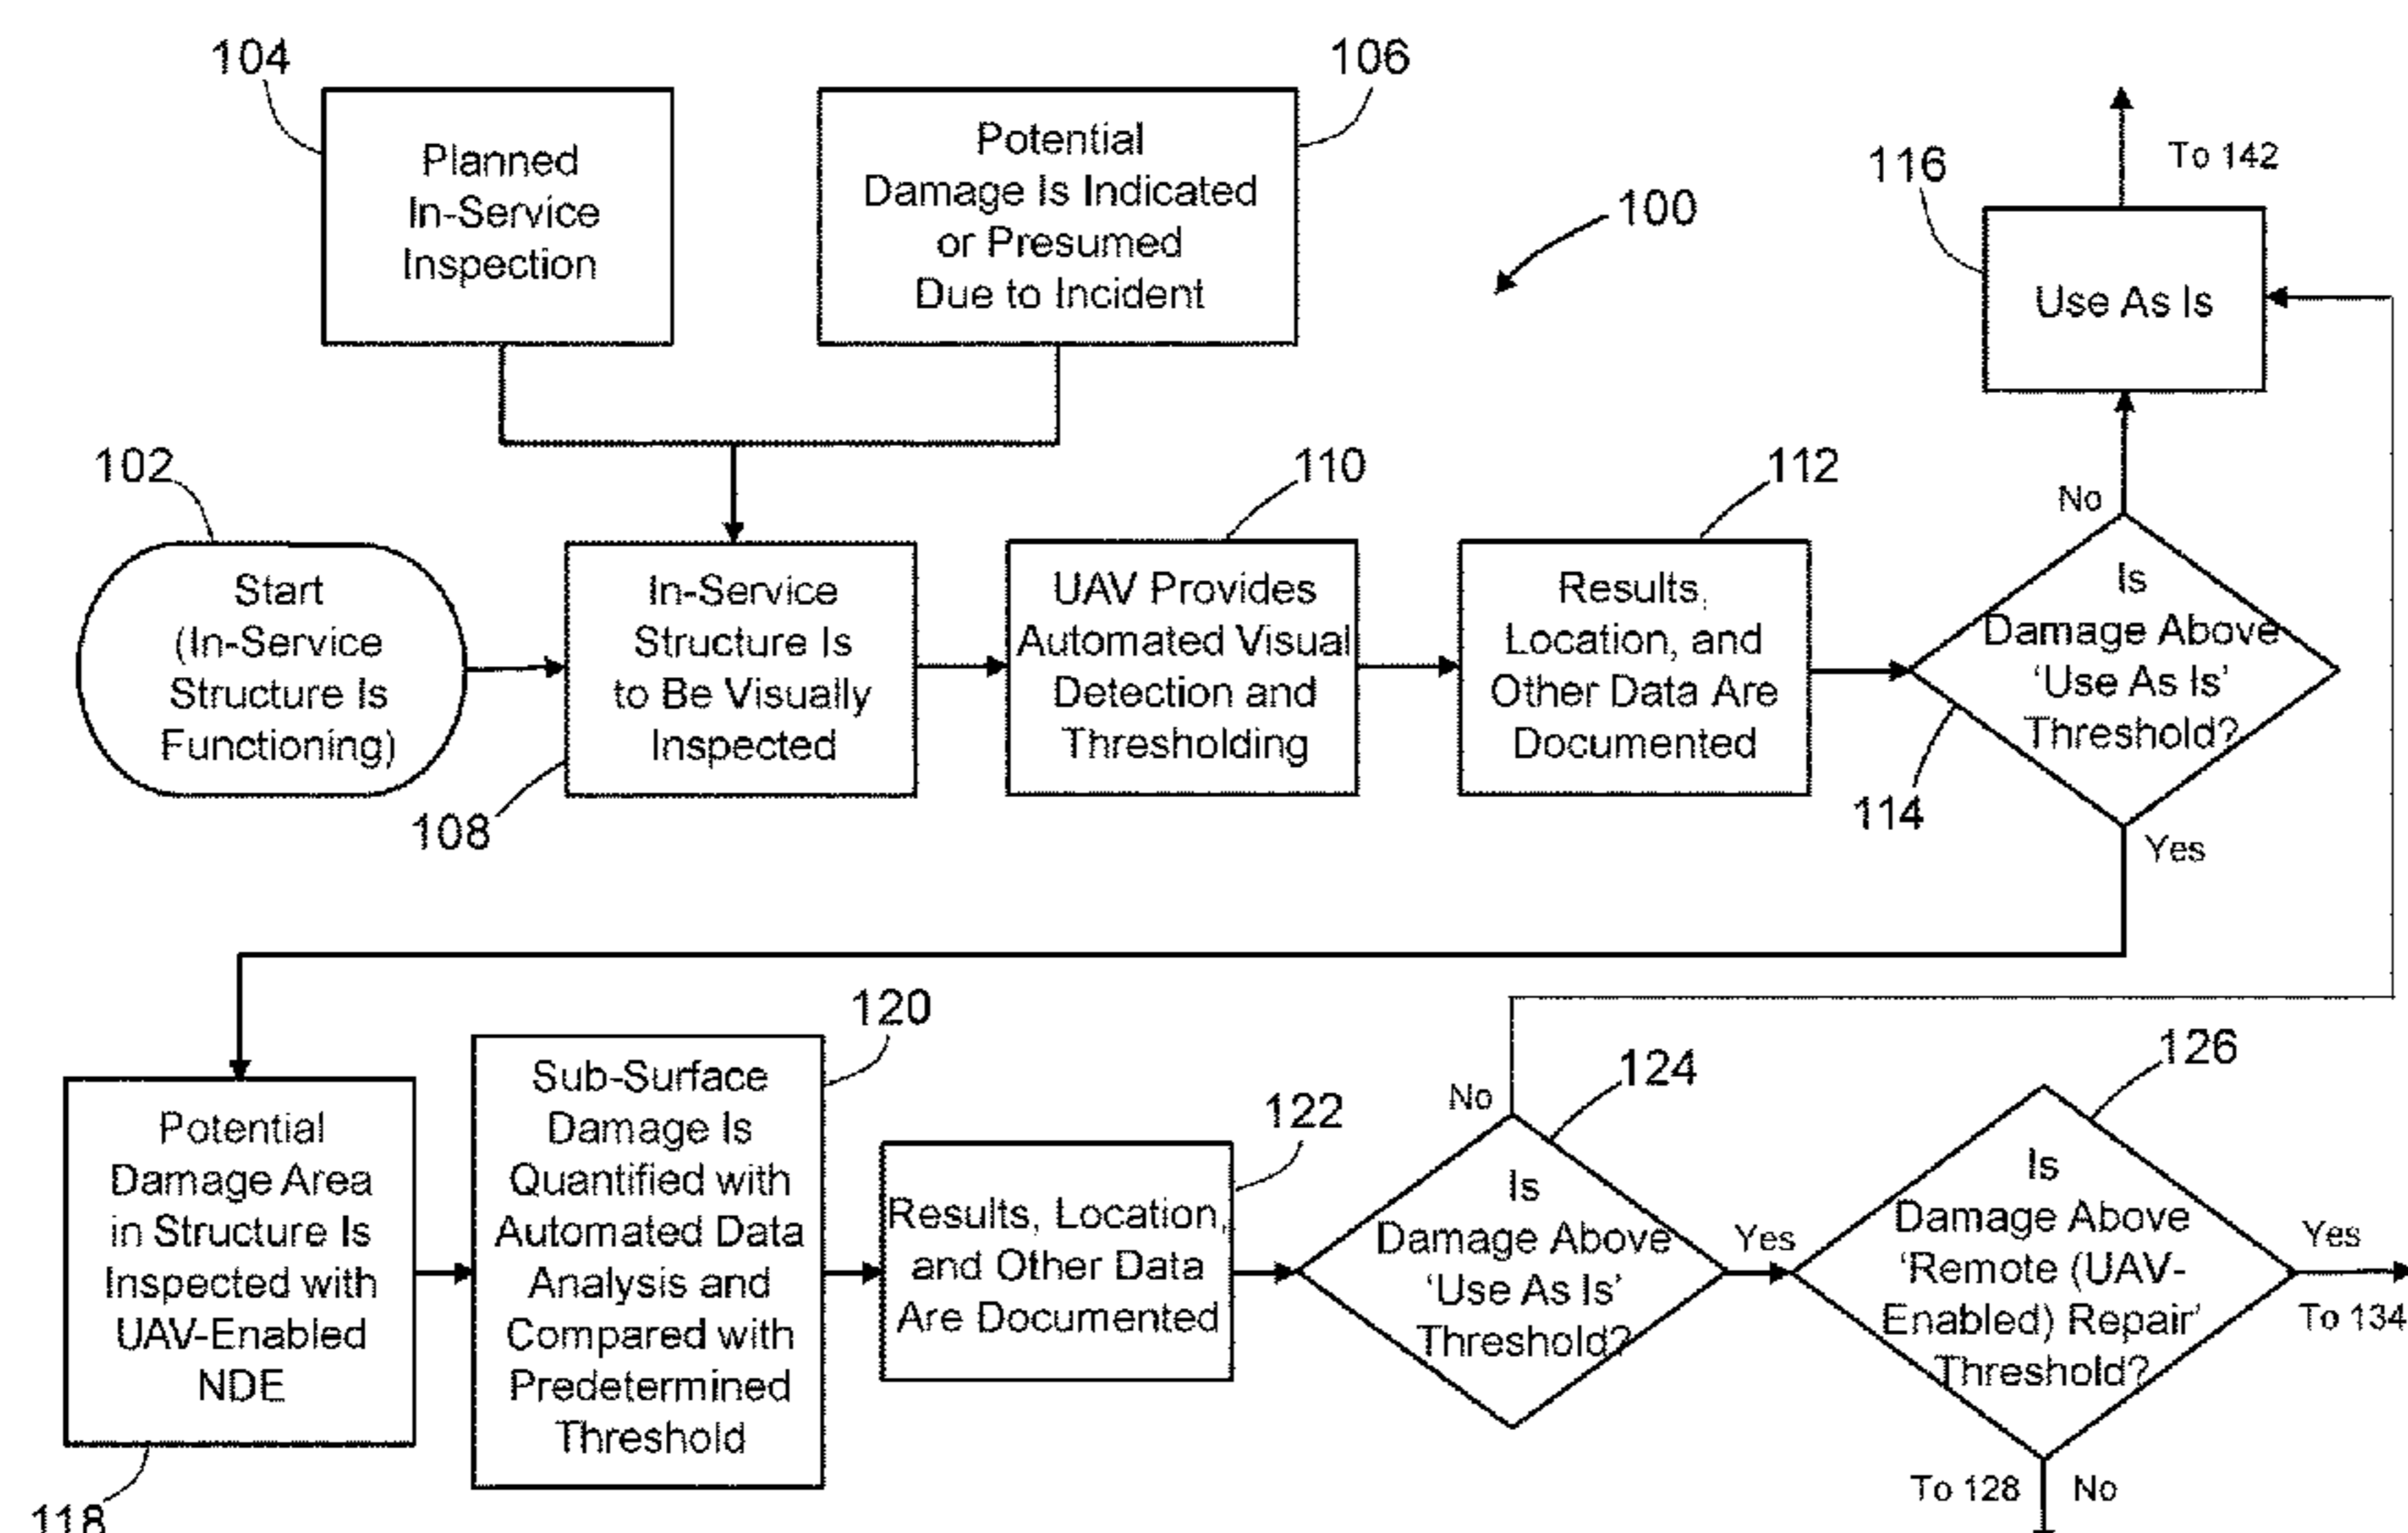 104
Planned
In-Service
Inspection
106
Potential
Damage Is Indicated
or Presumed
Due to Incident
100
To 142
116
Use As Is
102
Start
(In-Service
Structure Is
Functioning)
In-Service
Structure Is
to Be Visually
Inspected
108
110
UAV Provides
Automated Visual
Detection and
Thresholding
112
Results,
Location, and
Other Data Are
Documented
No
Is
Damage Above
‘Use As Is’
Threshold?
114
Yes
Potential
Damage Area
in Structure Is
Inspected with
UAV-Enabled
NDE
118
120
Sub-Surface
Damage Is
Quantified with
Automated Data
Analysis and
Compared with
Predetermined
Threshold
122
Results, Location,
and Other Data
Are Documented
No
124
Is
Damage Above
‘Use As Is’
Threshold?
Yes
126
Is
Damage Above
‘Remote (UAV-
Enabled) Repair’
Threshold?
Yes
To 134
To 128
No